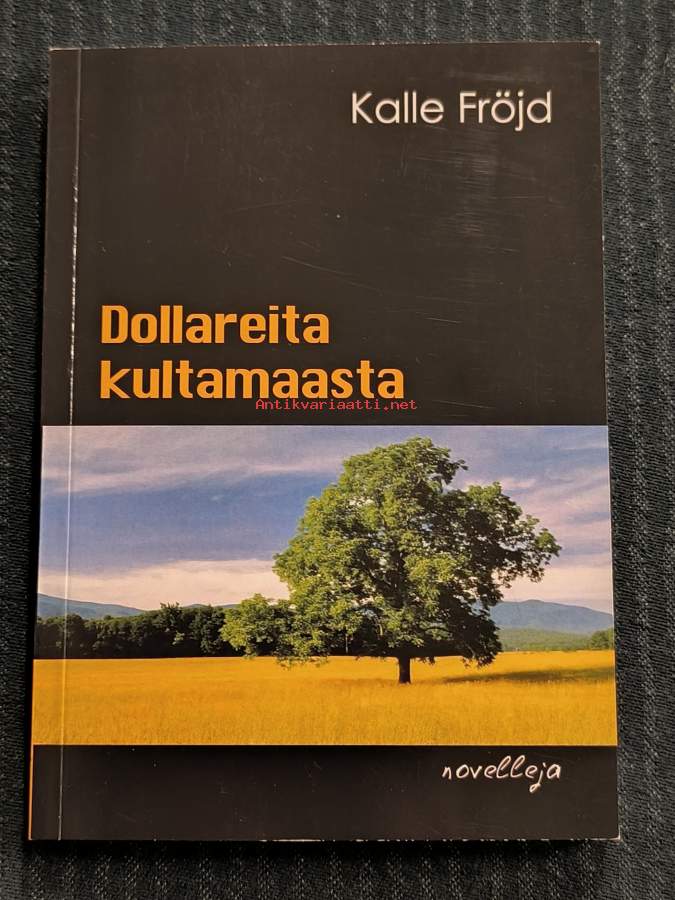 Kalle Fröjd
Dollareita
kultamaasta
Antikvariaatti.net
novelleja